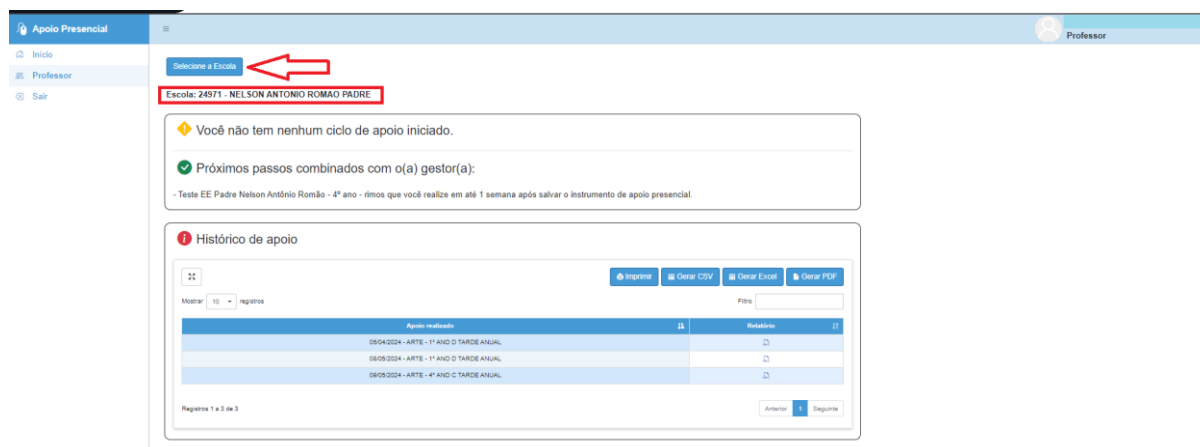 Apoio Presencial
Professor
Início
Professor
Sair
Selecione a Escola
Escola: 24971 - NELSON ANTONIO ROMAO PADRE
Você não tem nenhum ciclo de apoio iniciado.
Próximos passos combinados com o(a) gestor(a):
- Teste EE Padre Nelson Antônio Romão - 4º ano - rimos que você realize em até 1 semana após salvar o instrumento de apoio presencial.
Histórico de apoio
Imprimir Gerar CSV Gerar Excel Gerar PDF
Mostrar 10 registros Filtro
Apoio realizado Relatório
05/04/2024 - ARTE - 1º ANO D TARDE ANUAL
08/05/2024 - ARTE - 1º ANO D TARDE ANUAL
09/05/2024 - ARTE - 4º ANO C TARDE ANUAL
Registros 1 a 3 de 3 Anterior 1 Seguinte